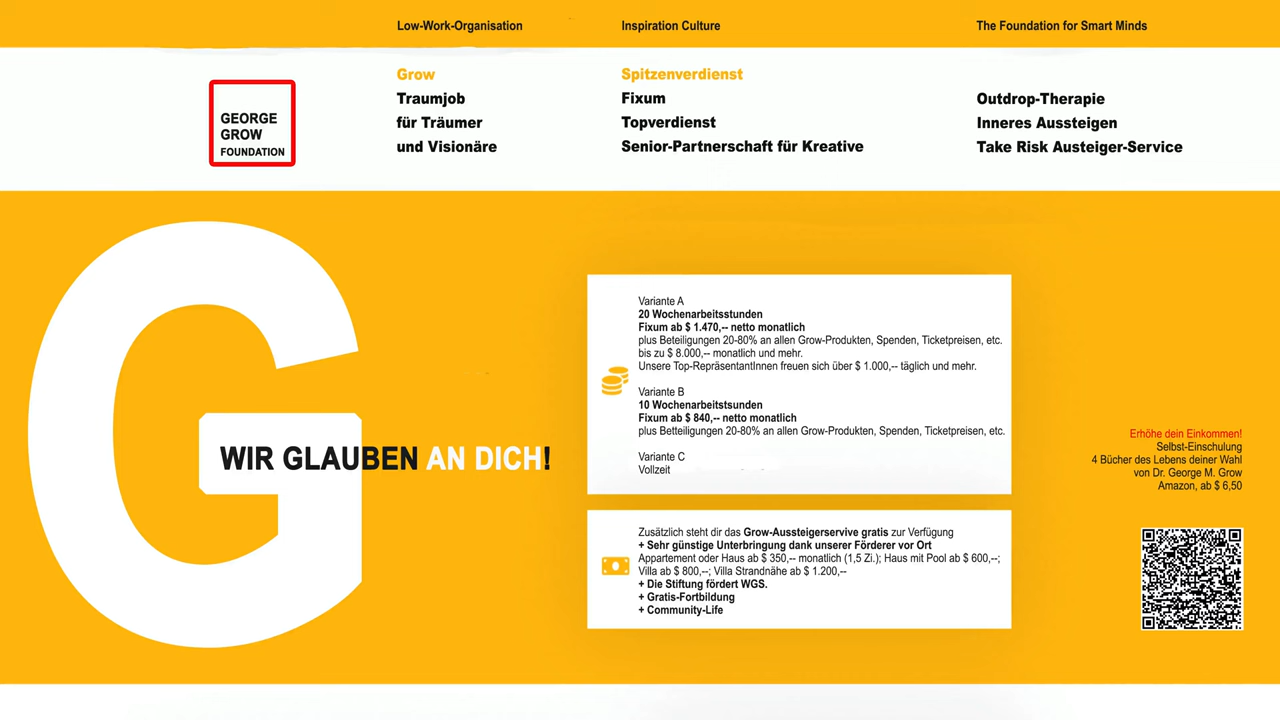 Low-Work-Organisation
Inspiration Culture
The Foundation for Smart Minds
GEORGE
GROW
FOUNDATION
Grow
Traumjob
für Träumer
und Visionäre
Spitzenverdienst
Fixum
Topverdienst
Senior-Partnerschaft für Kreative
Outdrop-Therapie
Inneres Aussteigen
Take Risk Austeiger-Service
G
WIR GLAUBEN AN DICH!
Variante A
20 Wochenarbeitsstunden
Fixum ab $ 1.470,-- netto monatlich
plus Beteiligungen 20-80% an allen Grow-Produkten, Spenden, Ticketpreisen, etc.
bis zu $ 8.000,-- monatlich und mehr.
Unsere Top-RepräsentantInnen freuen sich über $ 1.000,-- täglich und mehr.
Variante B
10 Wochenarbeitstsunden
Fixum ab $ 840,-- netto monatlich
plus Betteiligungen 20-80% an allen Grow-Produkten, Spenden, Ticketpreisen, etc.
Variante C
Vollzeit
Zusätzlich steht dir das Grow-Aussteigerservive gratis zur Verfügung
+ Sehr günstige Unterbringung dank unserer Förderer vor Ort
Appartement oder Haus ab $ 350,-- monatlich (1,5 Zi.); Haus mit Pool ab $ 600,--;
Villa ab $ 800,--; Villa Strandnähe ab $ 1.200,--
+ Die Stiftung fördert WGS.
+ Gratis-Fortbildung
+ Community-Life
Erhöhe dein Einkommen!
Selbst-Einschulung
4 Bücher des Lebens deiner Wahl
von Dr. George M. Grow
Amazon, ab $ 6,50